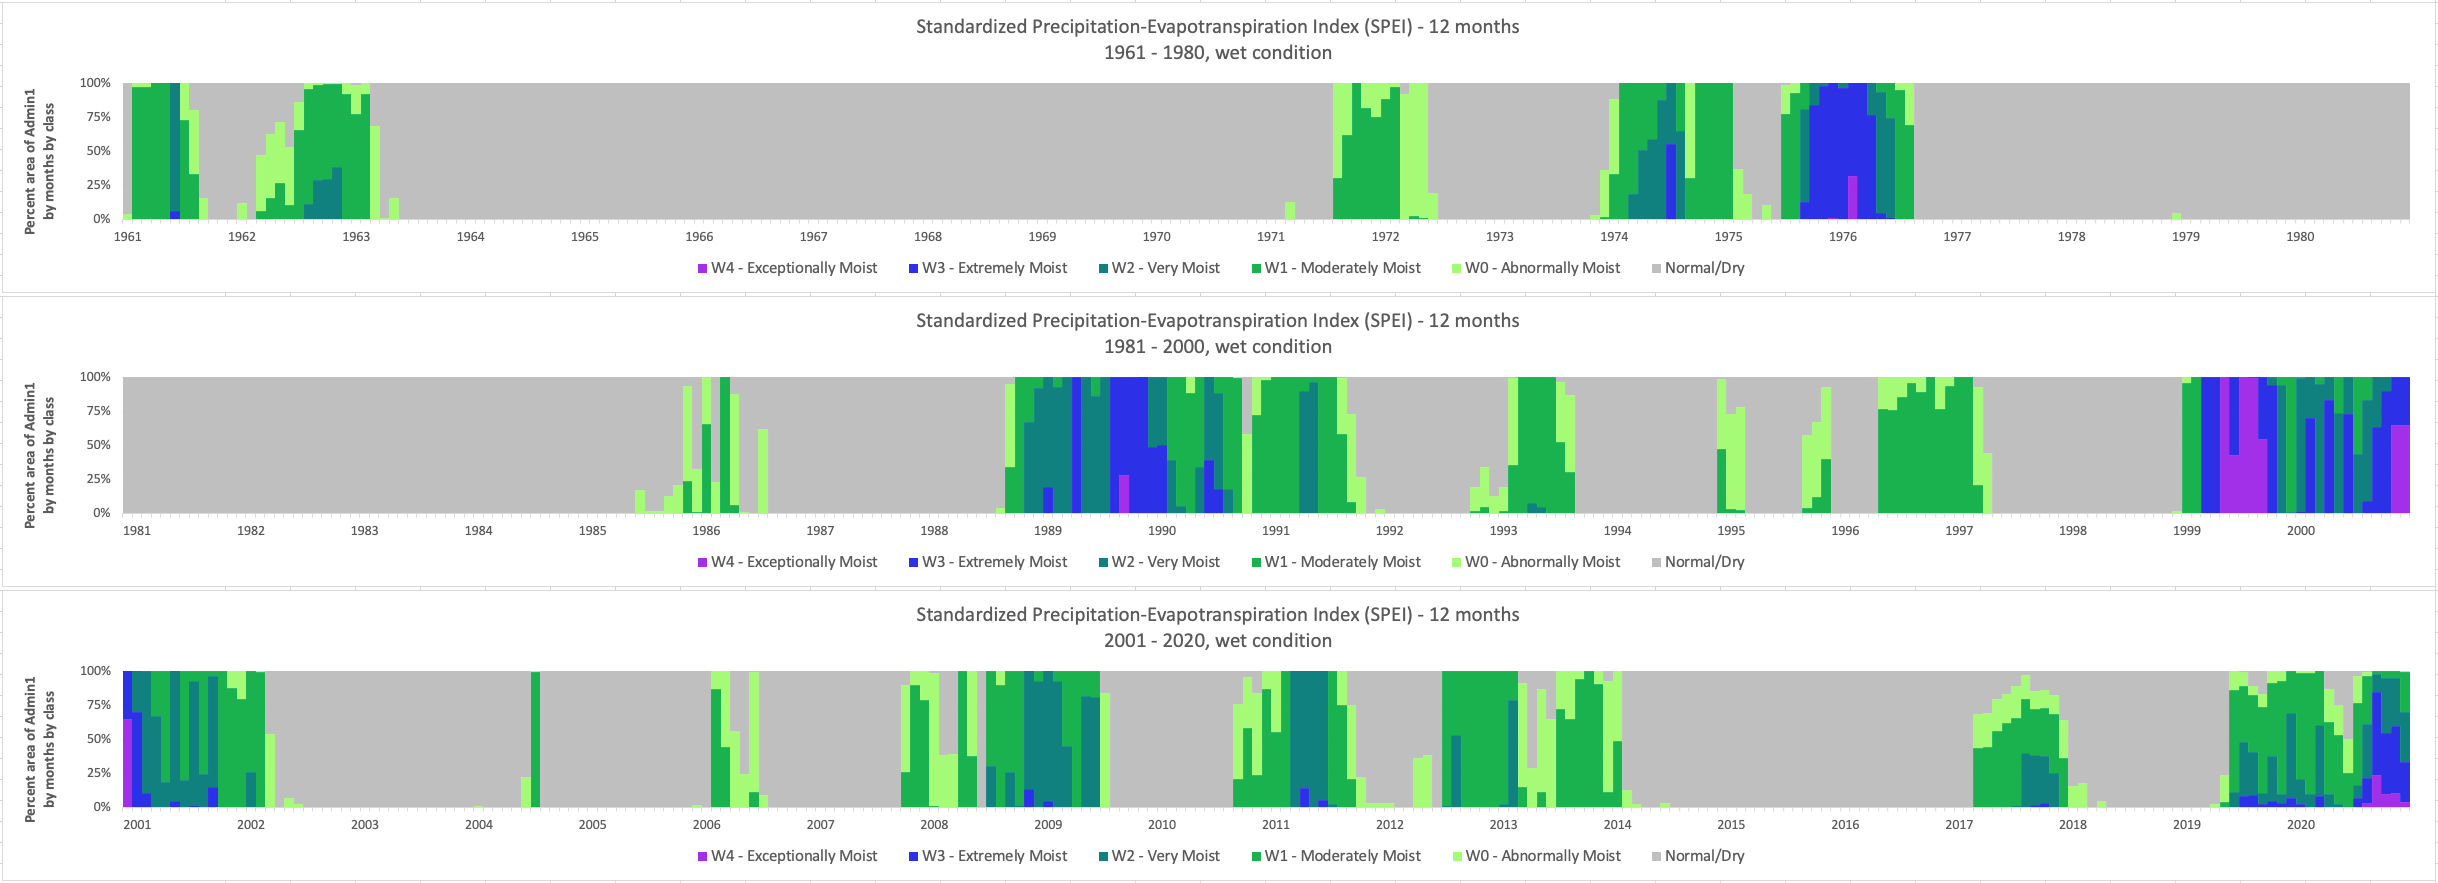 Standardized Precipitation-Evapotranspiration Index (SPEI) - 12 months
1961 - 1980, wet condition
Percent area of Admin1
by months by class
100%
75%
50%
25%
0%
1961 1962 1963 1964 1965 1966 1967 1968 1969 1970 1971 1972 1973 1974 1975 1976 1977 1978 1979 1980
W4 - Exceptionally Moist W3 - Extremely Moist W2 - Very Moist W1 - Moderately Moist W0 - Abnormally Moist Normal/Dry
Standardized Precipitation-Evapotranspiration Index (SPEI) - 12 months
1981 - 2000, wet condition
Percent area of Admin1
by months by class
100%
75%
50%
25%
0%
1981 1982 1983 1984 1985 1986 1987 1988 1989 1990 1991 1992 1993 1994 1995 1996 1997 1998 1999 2000
W4 - Exceptionally Moist W3 - Extremely Moist W2 - Very Moist W1 - Moderately Moist W0 - Abnormally Moist Normal/Dry
Standardized Precipitation-Evapotranspiration Index (SPEI) - 12 months
2001 - 2020, wet condition
Percent area of Admin1
by months by class
100%
75%
50%
25%
0%
2001 2002 2003 2004 2005 2006 2007 2008 2009 2010 2011 2012 2013 2014 2015 2016 2017 2018 2019 2020
W4 - Exceptionally Moist W3 - Extremely Moist W2 - Very Moist W1 - Moderately Moist W0 - Abnormally Moist Normal/Dry